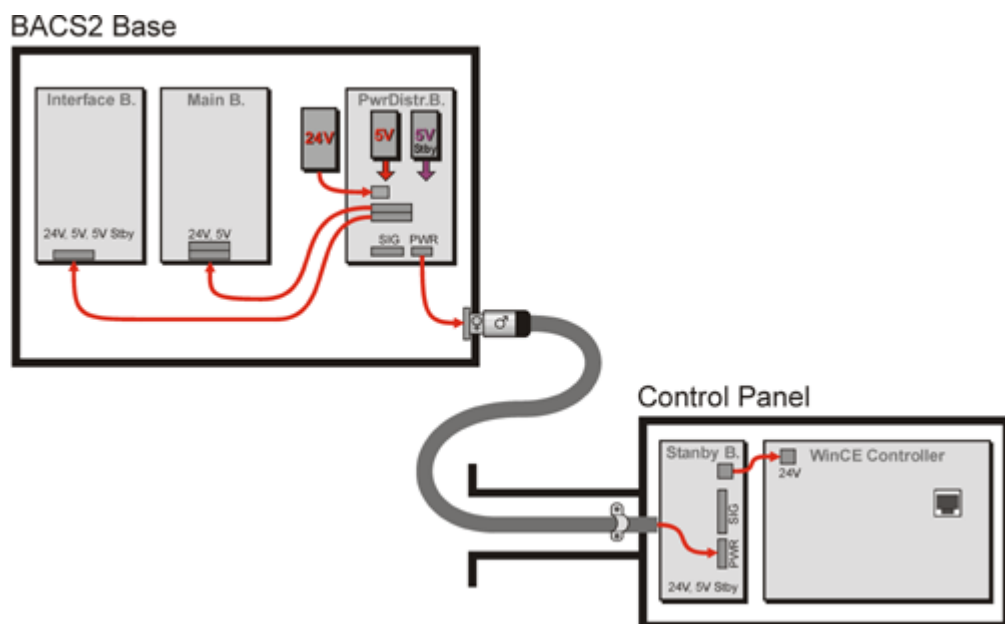 BACS2 Base
Interface B.
Main B.
PwrDistr.B.
24V
5V
5V
Stby
24V, 5V, 5V Stby
24V, 5V
SIG
PWR
Control Panel
Stanby B.
WinCE Controller
24V
SIG
PWR
24V, 5V Stby